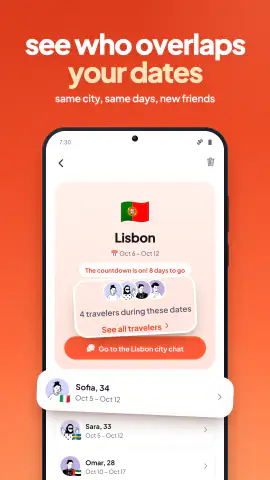 see who overlaps
your dates
same city, same days, new friends
7:30
Lisbon
Oct 6 - Oct 12
The countdown is on! 8 days to go
4 travelers during these dates
See all travelers >
Go to the Lisbon city chat
Sofia, 34
Oct 5 - Oct 12
Sara, 33
Oct 5 - Oct 12
Omar, 28
Oct 10 - Oct 17